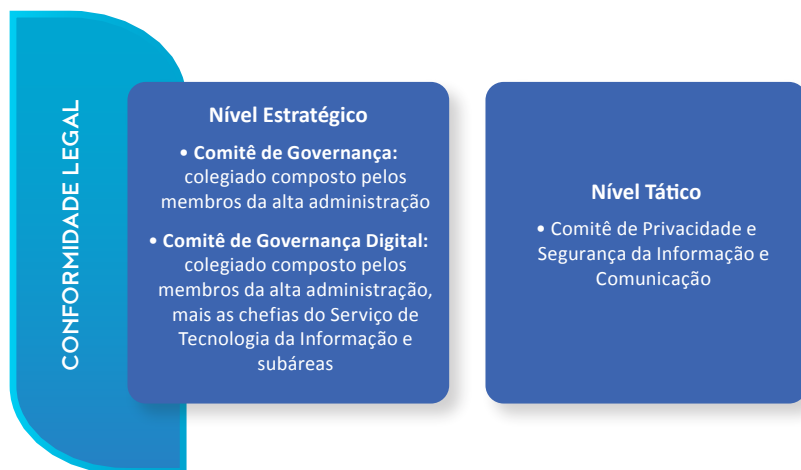 CONFORMIDADE LEGAL
Nível Estratégico
• Comitê de Governança:
colegiado composto pelos
membros da alta administração
• Comitê de Governança Digital:
colegiado composto pelos
membros da alta administração,
mais as chefias do Serviço de
Tecnologia da Informação e
subáreas
Nível Tático
• Comitê de Privacidade e
Segurança da Informação e
Comunicação